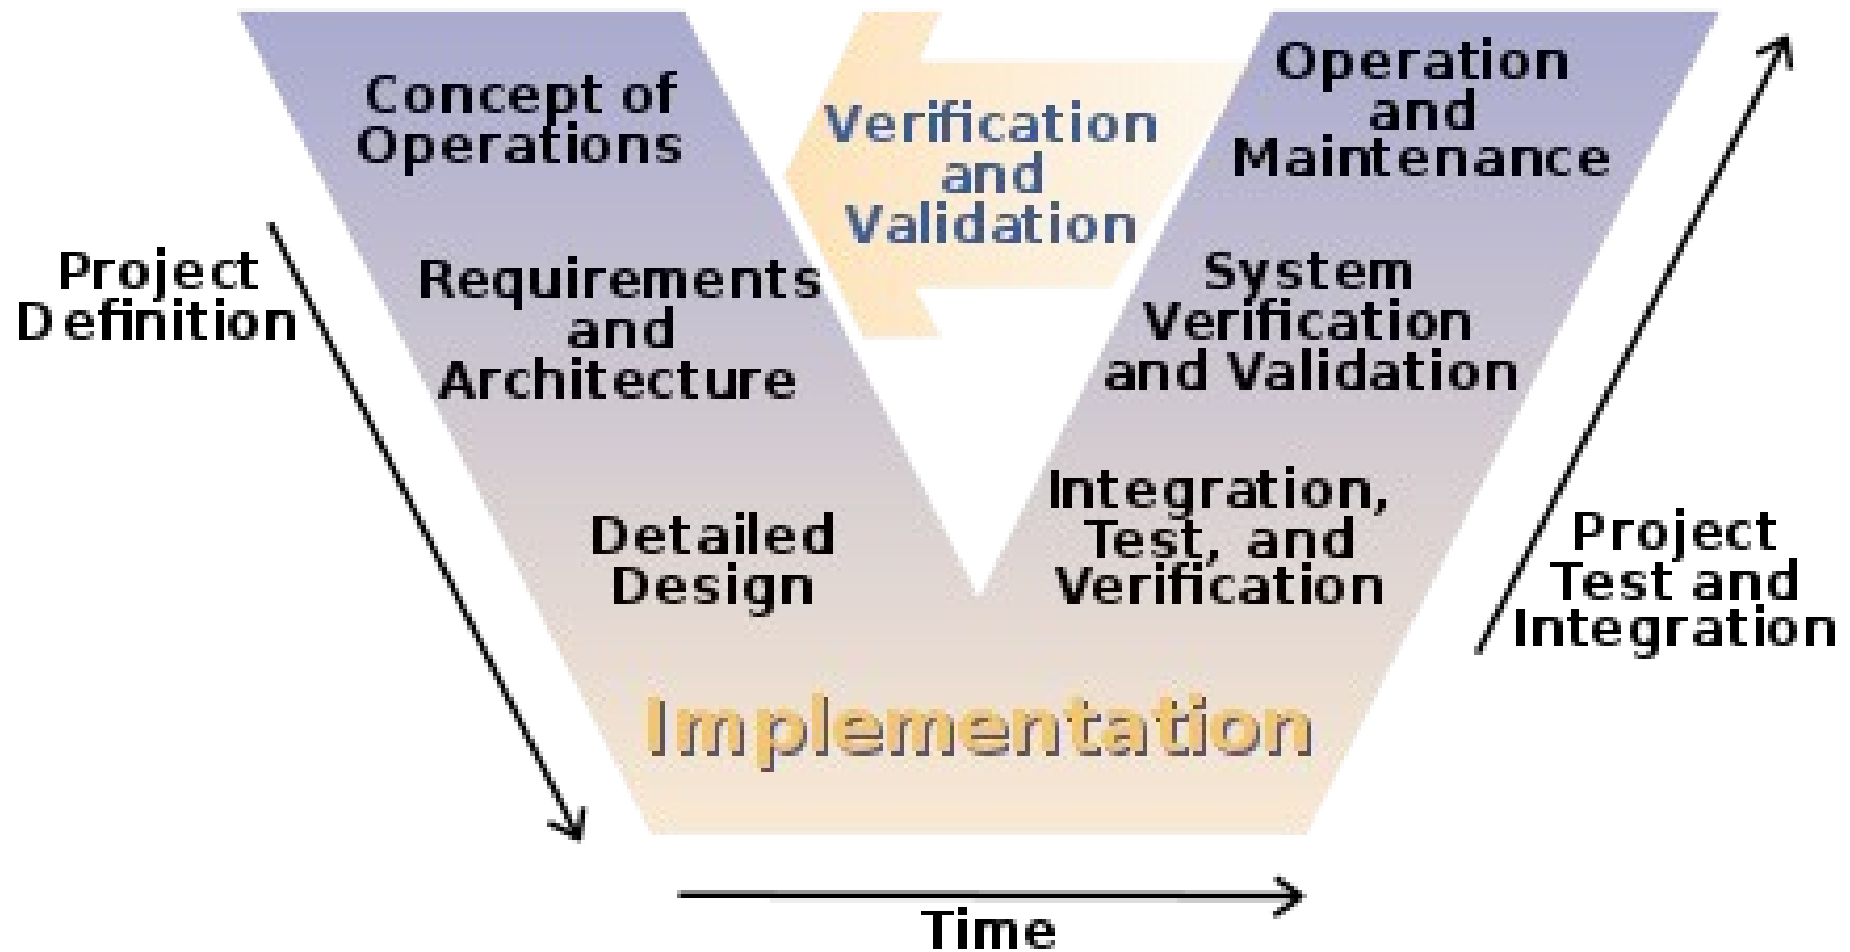 Concept of
Operations
Verification
and
Validation
Operation
and
Maintenance
Project
Definition
Requirements
and
Architecture
System
Verification
and Validation
Detailed
Design
Integration,
Test, and
Verification
Project
Test and
Integration
Implementation
Time